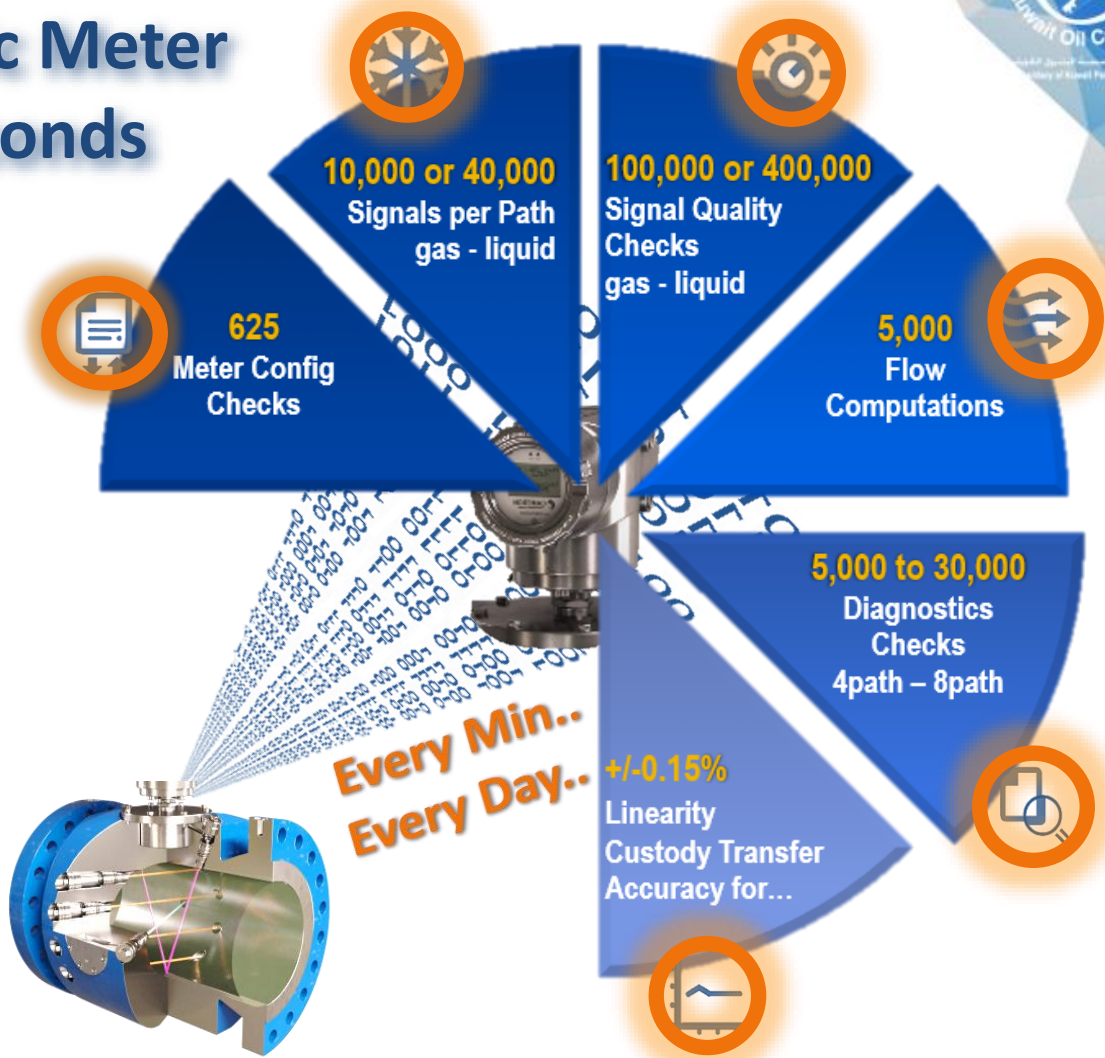 c Meter
onds
10,000 or 40,000
Signals per Path
gas - liquid
100,000 or 400,000
Signal Quality
Checks
gas - liquid
625
Meter Config
Checks
5,000
Flow
Computations
5,000 to 30,000
Diagnostics
Checks
4path – 8path
Every Min..
Every Day..
+/-0.15%
Linearity
Custody Transfer
Accuracy for...
Kuwait Oil C